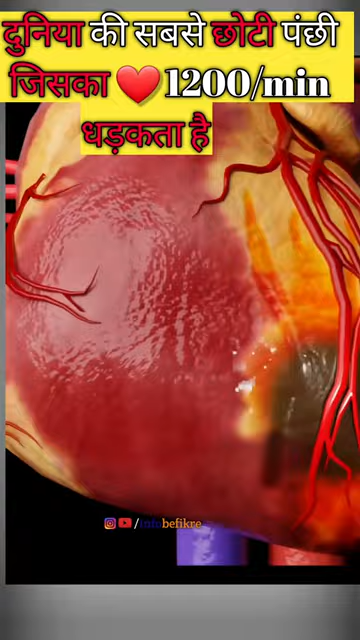 दुनिया की सबसे छोटी पंछी
जिसका ❤️ 1200/min
धड़कता है
/infobefikre